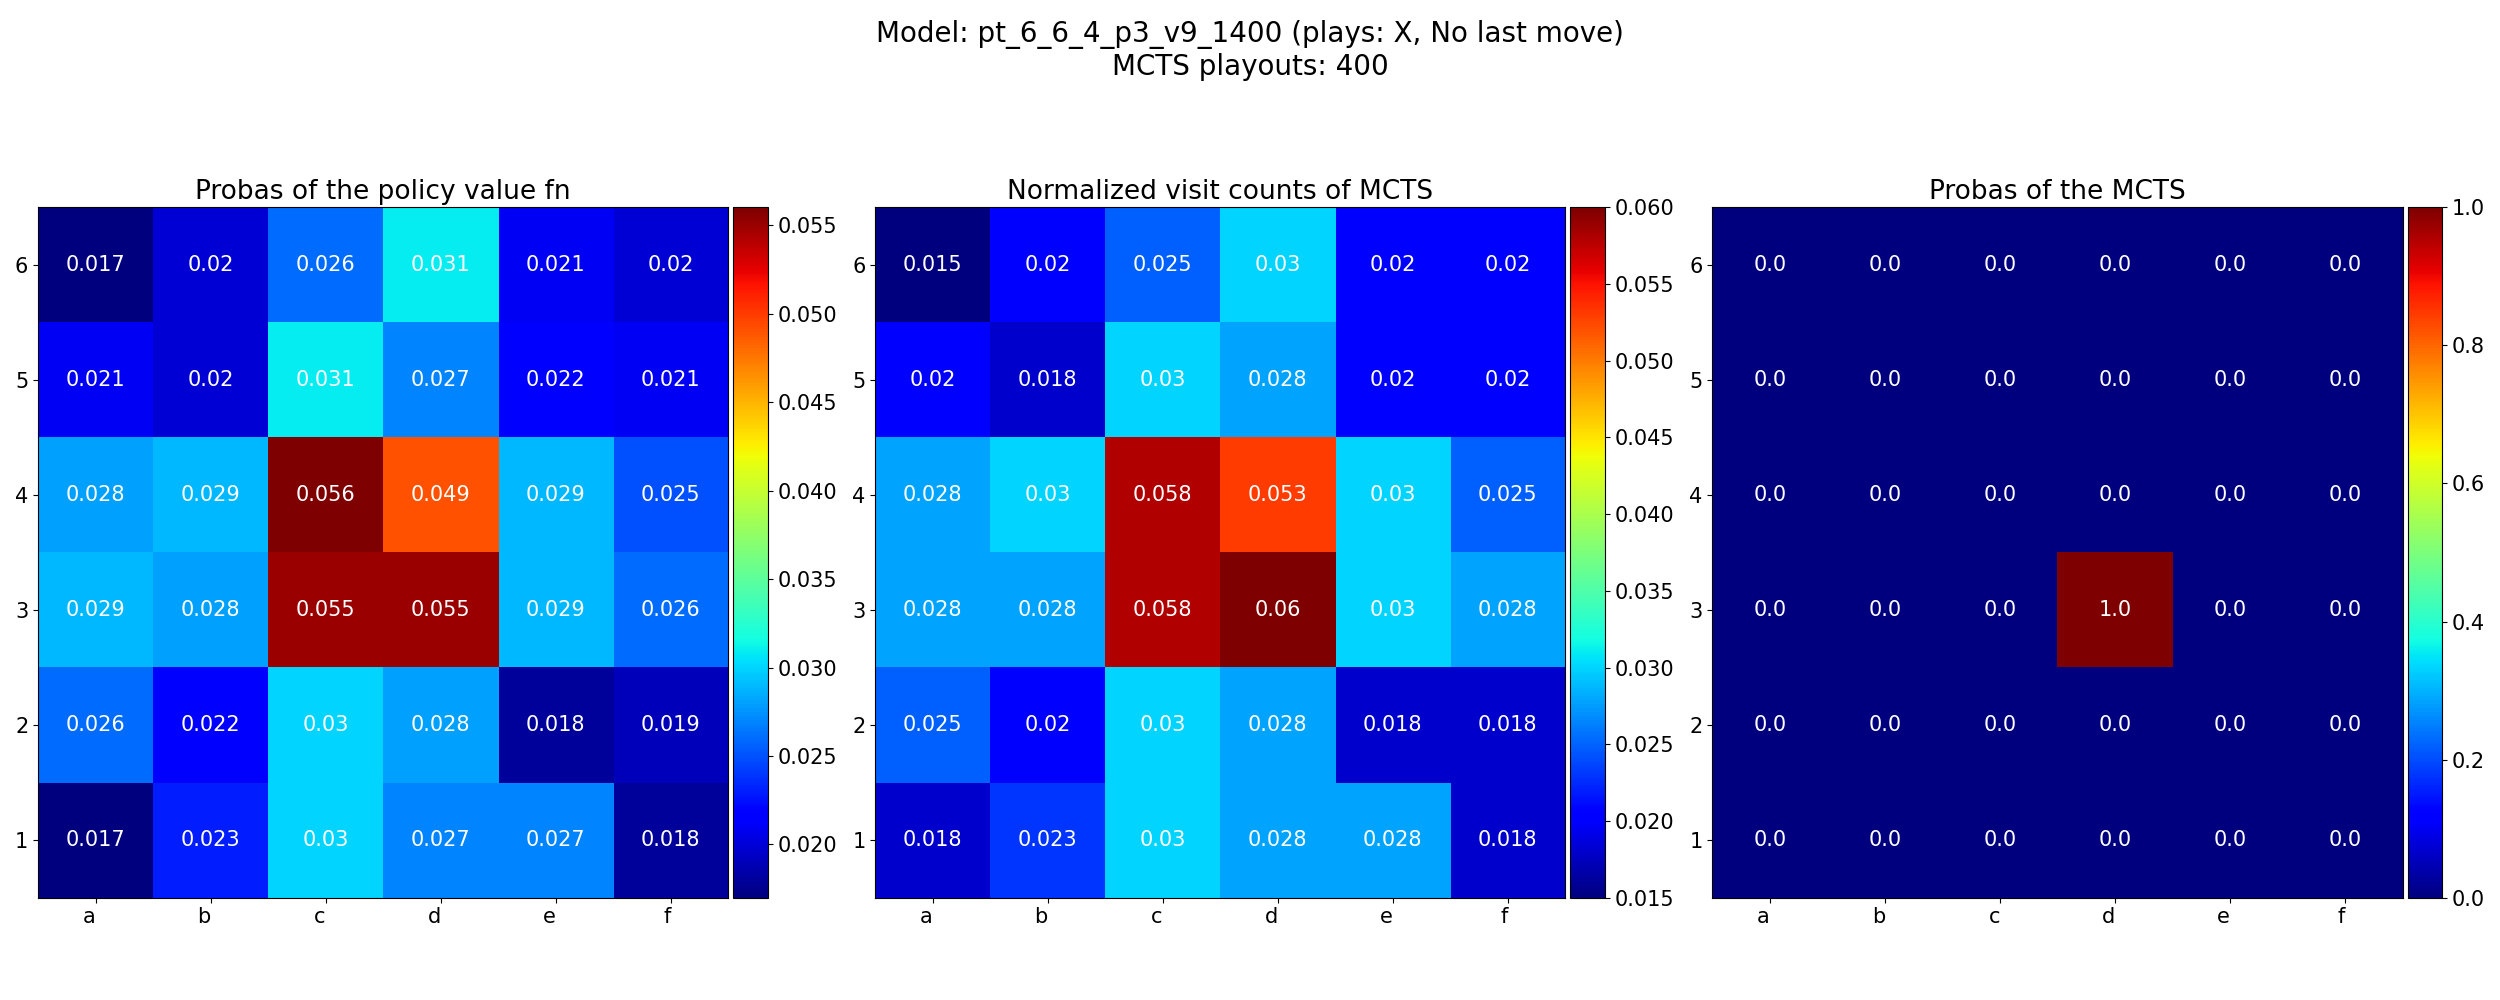 Model: pt_6_6_4_p3_v9_1400 (plays: X, No last move)
MCTS playouts: 400
Probas of the policy value fn
6 0.017 0.02 0.026 0.031 0.021 0.02
5 0.021 0.02 0.031 0.027 0.022 0.021
4 0.028 0.029 0.056 0.049 0.029 0.025
3 0.029 0.028 0.055 0.055 0.029 0.026
2 0.026 0.022 0.03 0.028 0.018 0.019
1 0.017 0.023 0.03 0.027 0.027 0.018
a b c d e f
0.055
0.050
0.045
0.040
0.035
0.030
0.025
0.020
Normalized visit counts of MCTS
6 0.015 0.02 0.025 0.03 0.02 0.02
5 0.02 0.018 0.03 0.028 0.02 0.02
4 0.028 0.03 0.058 0.053 0.03 0.025
3 0.028 0.028 0.058 0.06 0.03 0.028
2 0.025 0.02 0.03 0.028 0.018 0.018
1 0.018 0.023 0.03 0.028 0.028 0.018
a b c d e f
0.060
0.055
0.050
0.045
0.040
0.035
0.030
0.025
0.020
0.015
Probas of the MCTS
6 0.0 0.0 0.0 0.0 0.0 0.0
5 0.0 0.0 0.0 0.0 0.0 0.0
4 0.0 0.0 0.0 0.0 0.0 0.0
3 0.0 0.0 0.0 1.0 0.0 0.0
2 0.0 0.0 0.0 0.0 0.0 0.0
1 0.0 0.0 0.0 0.0 0.0 0.0
a b c d e f
1.0
0.8
0.6
0.4
0.2
0.0